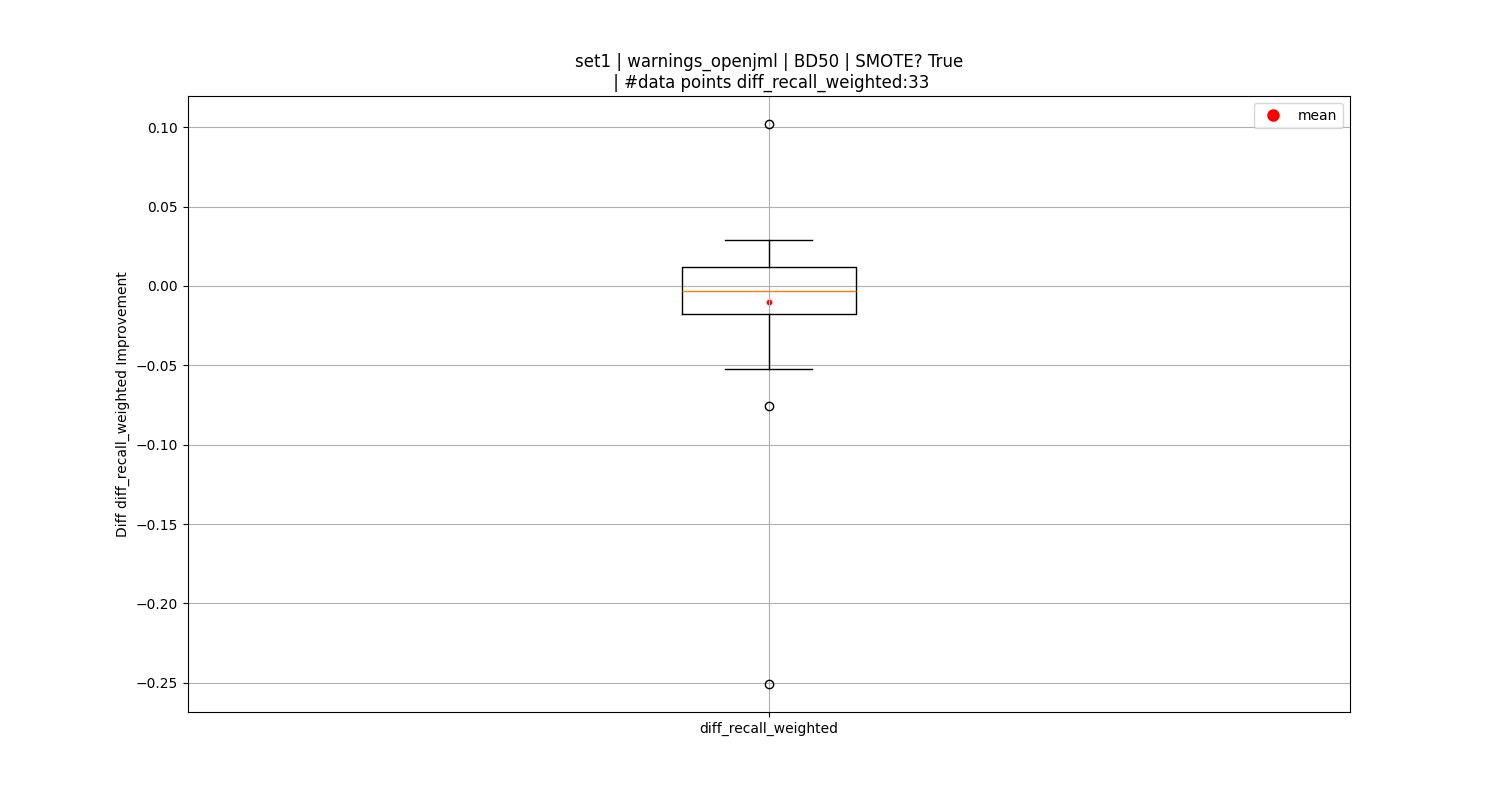 set1 | warnings_openjml | BD50 | SMOTE? True
| #data points diff_recall_weighted:33
mean
0.10
0.05
0.00
−0.05
−0.10
−0.15
−0.20
−0.25
Diff diff_recall_weighted Improvement
diff_recall_weighted